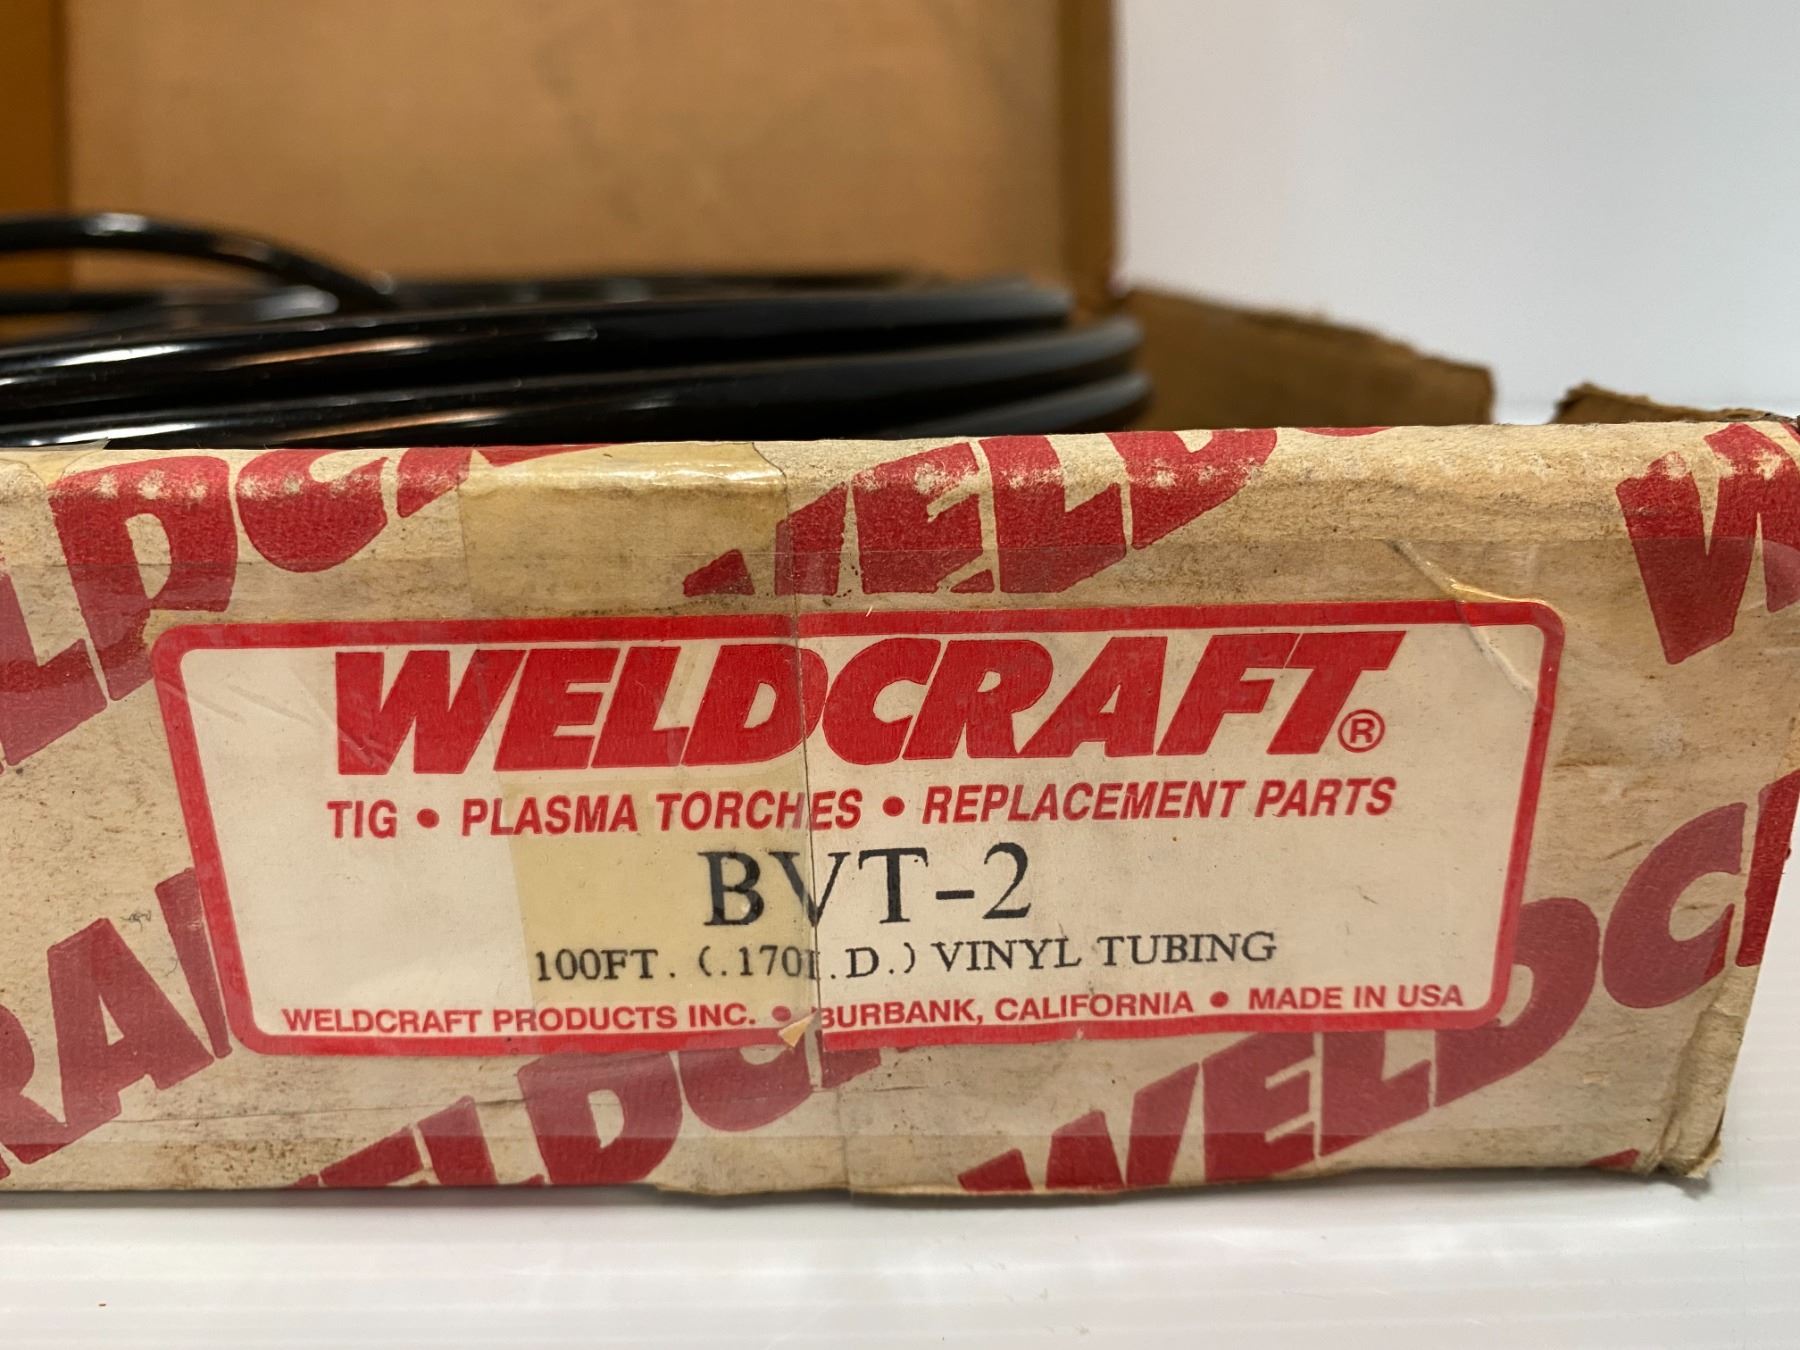 WELDCRAFT®
TIG • PLASMA TORCHES • REPLACEMENT PARTS
BVT-2
100FT. (.170I.D.) VINYL TUBING
WELDCRAFT PRODUCTS INC. • BURBANK, CALIFORNIA • MADE IN USA